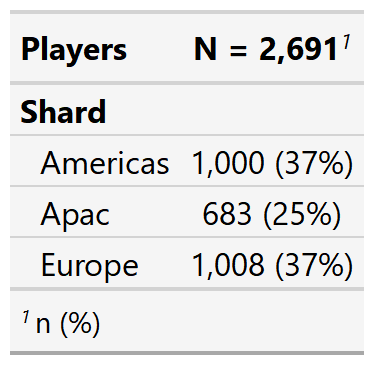 Players N = 2,691¹
Shard
Americas 1,000 (37%)
Apac 683 (25%)
Europe 1,008 (37%)
¹ n (%)